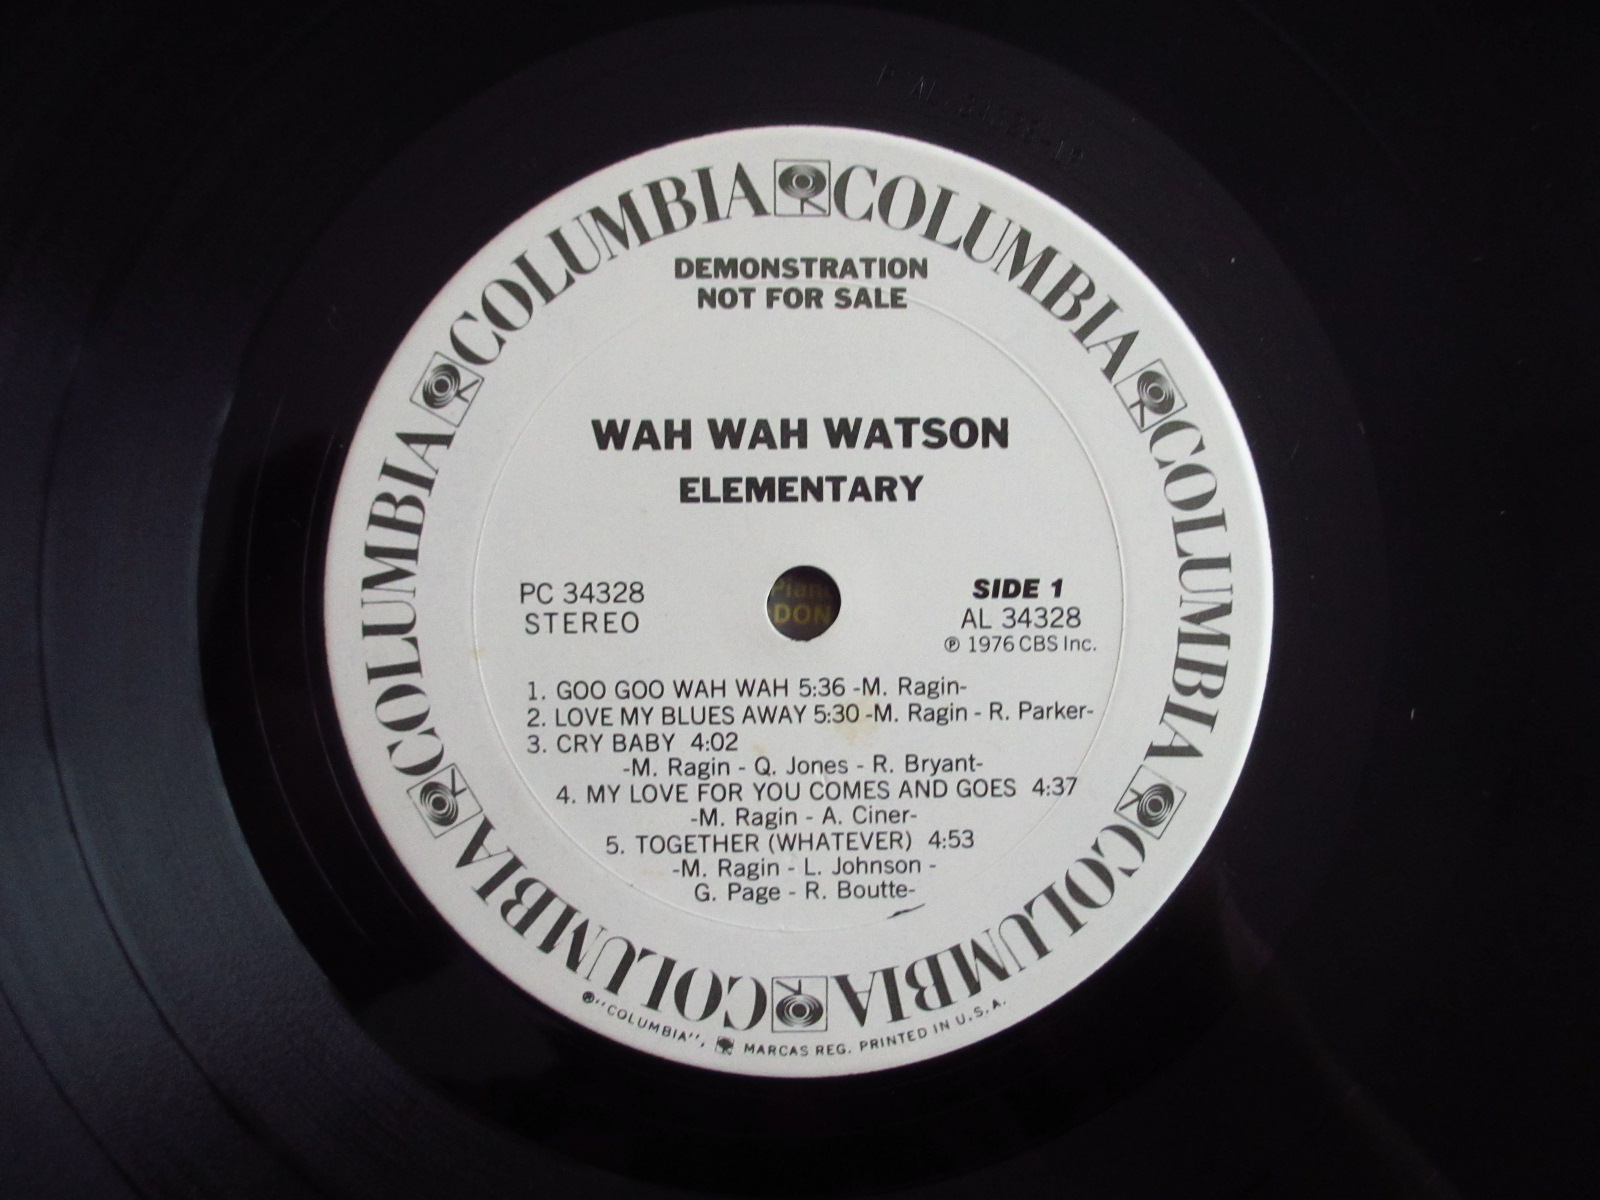 COLUMBIA COLUMBIA COLUMBIA COLUMBIA COLUMBIA COLUMBIA
DEMONSTRATION
NOT FOR SALE
WAH WAH WATSON
ELEMENTARY
PC 34328
STEREO
SIDE 1
AL 34328
℗ 1976 CBS Inc.
DON
1. GOO GOO WAH WAH 5:36 -M. Ragin-
2. LOVE MY BLUES AWAY 5:30 -M. Ragin - R. Parker-
3. CRY BABY 4:02
-M. Ragin - Q. Jones - R. Bryant-
4. MY LOVE FOR YOU COMES AND GOES 4:37
-M. Ragin - A. Ciner-
5. TOGETHER (WHATEVER) 4:53
-M. Ragin - L. Johnson -
G. Page - R. Boutte-
®"COLUMBIA", MARCAS REG. PRINTED IN U.S.A.